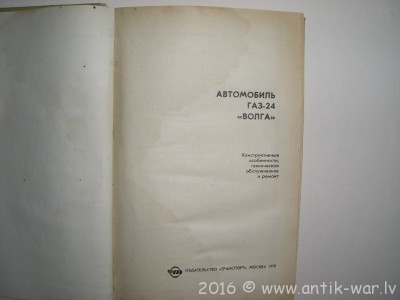 АВТОМОБИЛЬ
ГАЗ-24
«ВОЛГА»
Конструктивные
особенности,
техническое
обслуживание
и ремонт
ИЗДАТЕЛЬСТВО «ТРАНСПОРТ», МОСКВА
2016 © www.antik-war.lv